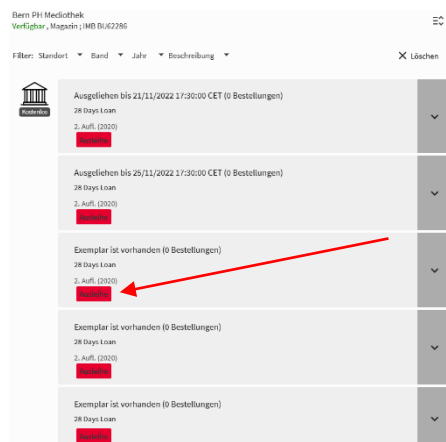 Bern PH Mediothek
Verfügbar , Magazin ; IMB BU62286
Filter: Standort Band Jahr Beschreibung
Löschen
Kostenlos
Ausgeliehen bis 21/11/2022 17:30:00 CET (0 Bestellungen)
28 Days Loan
2. Aufl. (2020)
Ausleihe
Ausgeliehen bis 25/11/2022 17:30:00 CET (0 Bestellungen)
28 Days Loan
2. Aufl. (2020)
Ausleihe
Exemplar ist vorhanden (0 Bestellungen)
28 Days Loan
2. Aufl. (2020)
Ausleihe
Exemplar ist vorhanden (0 Bestellungen)
28 Days Loan
2. Aufl. (2020)
Ausleihe
Exemplar ist vorhanden (0 Bestellungen)
28 Days Loan
Ausleihe